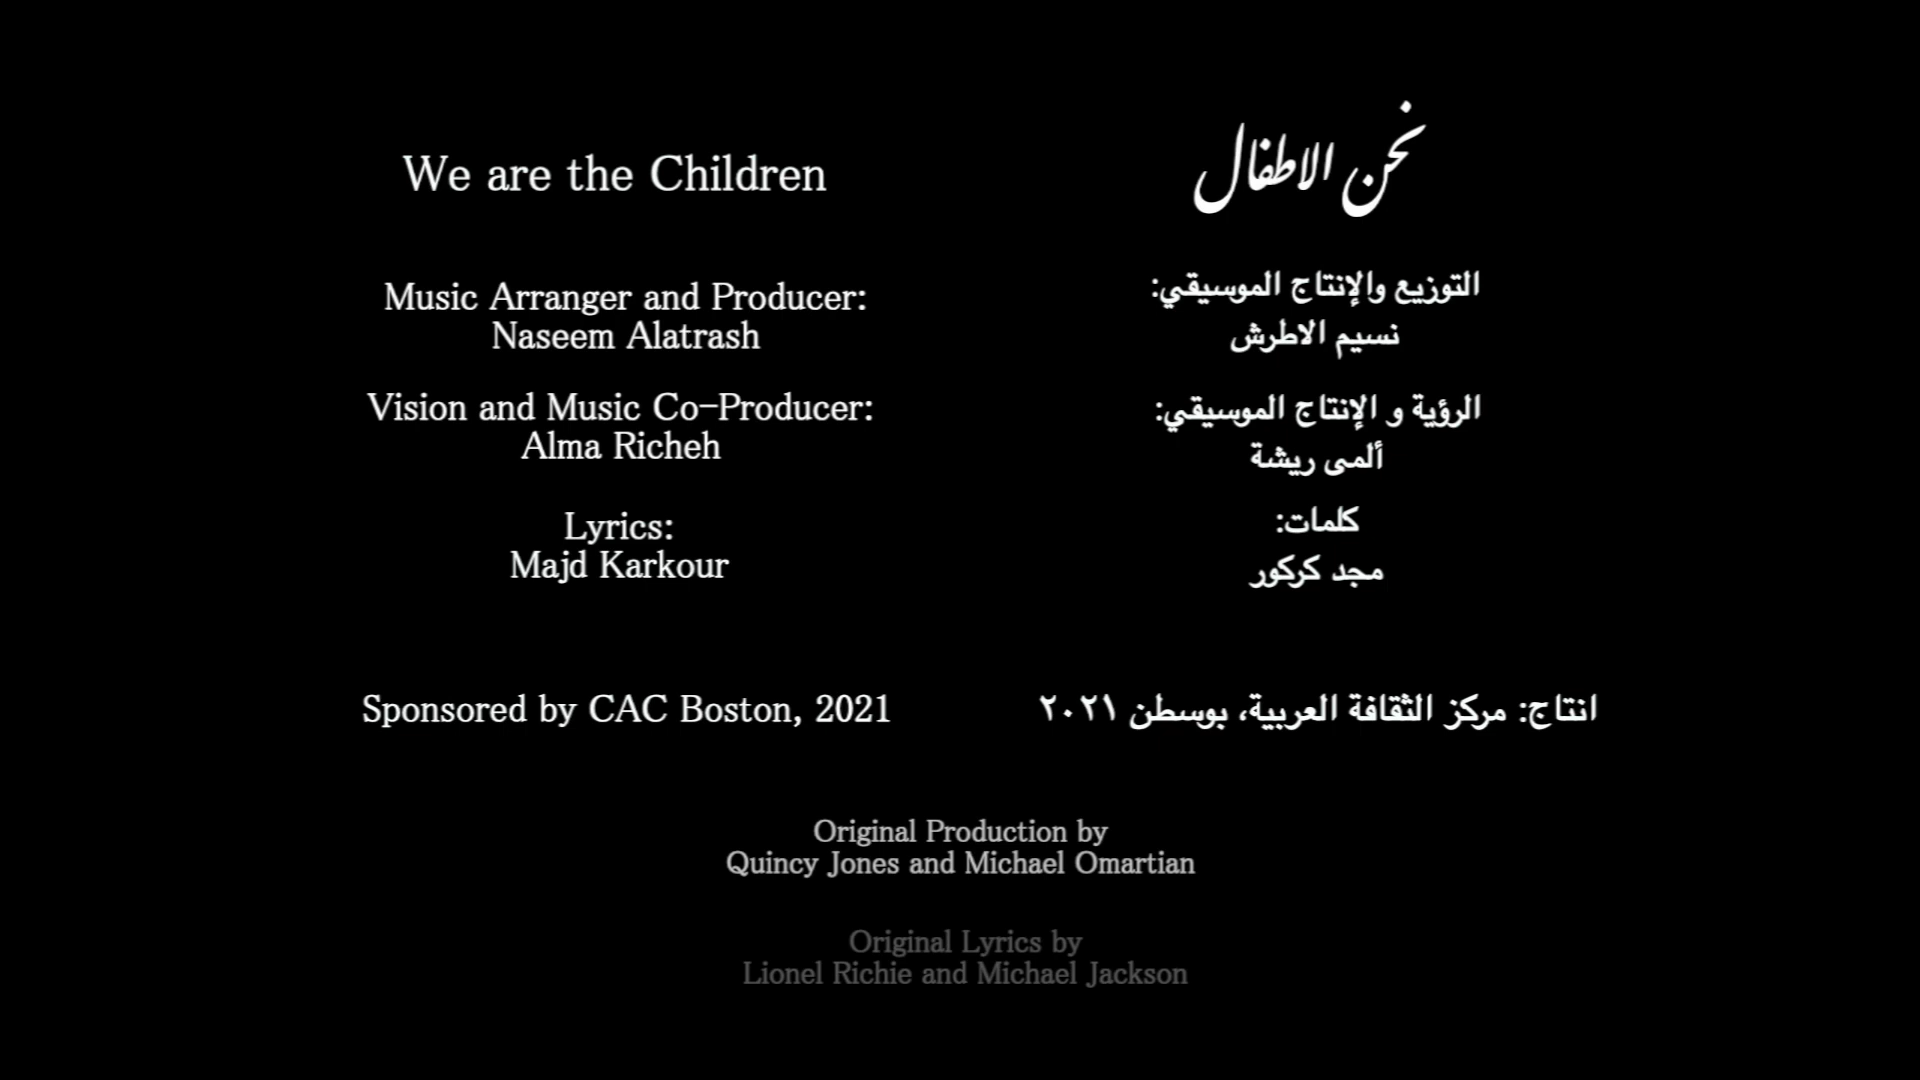 We are the Children
Music Arranger and Producer:
Naseem Alatrash
Vision and Music Co-Producer:
Alma Richeh
Lyrics:
Majd Karkour
Sponsored by CAC Boston, 2021
نحن الاطفال
التوزيع والإنتاج الموسيقي:
نسيم الاطرش
الرؤية و الإنتاج الموسيقي:
ألمى ريشة
كلمات:
مجد كركور
انتاج: مركز الثقافة العربية، بوسطن ٢٠٢١
Original Production by
Quincy Jones and Michael Omartian
Original Lyrics by
Lionel Richie and Michael Jackson